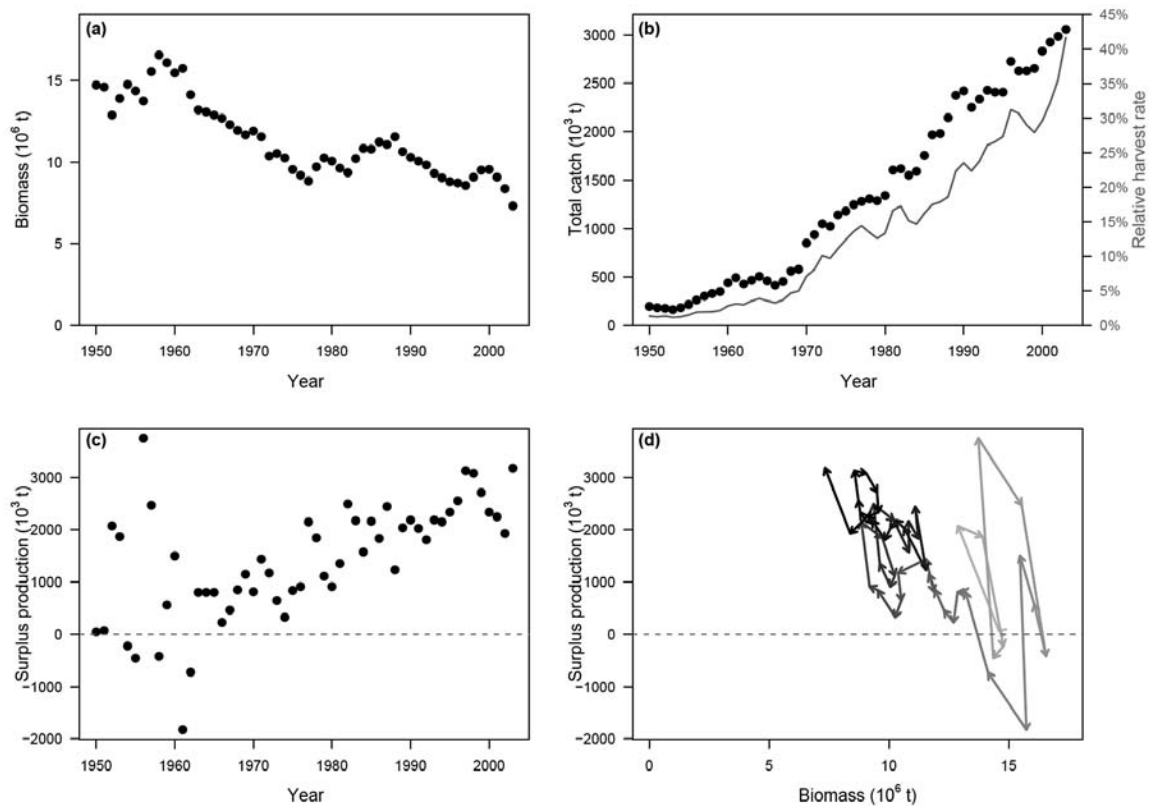 (a)
15
10
5
0
Biomass (10⁶ t)
1950 1960 1970 1980 1990 2000
Year
(b)
3000
2500
2000
1500
1000
500
0
Total catch (10³ t)
45%
40%
35%
30%
25%
20%
15%
10%
5%
0%
Relative harvest rate
1950 1960 1970 1980 1990 2000
Year
(c)
3000
2000
1000
0
−1000
−2000
Surplus production (10³ t)
1950 1960 1970 1980 1990 2000
Year
(d)
3000
2000
1000
0
−1000
−2000
Surplus production (10³ t)
0 5 10 15
Biomass (10⁶ t)